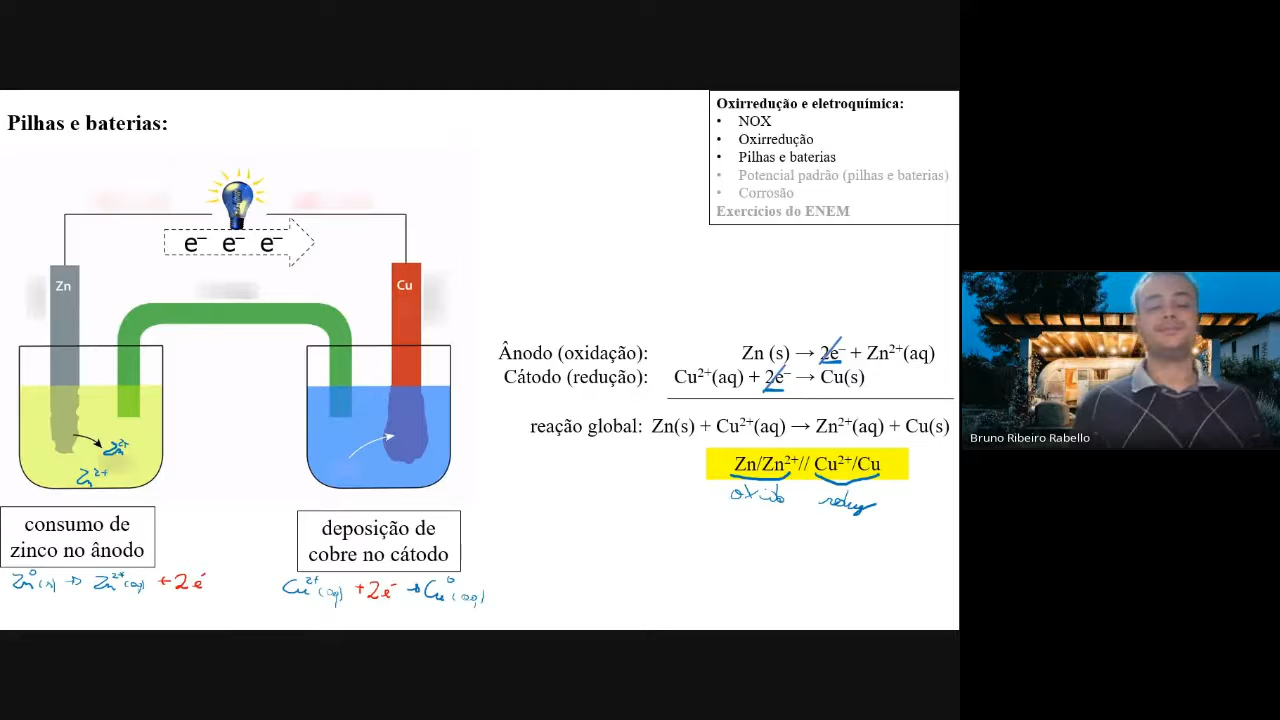 Pilhas e baterias:
Oxirredução e eletroquímica:
• NOX
• Oxirredução
• Pilhas e baterias
• Potencial padrão (pilhas e baterias)
• Corrosão
Exercícios do ENEM
e⁻ e⁻ e⁻
Zn
Cu
Zn²⁺
Zn²⁺
Ânodo (oxidação): Zn (s) → 2e⁻ + Zn²⁺(aq)
Cátodo (redução): Cu²⁺(aq) + 2e⁻ → Cu(s)
reação global: Zn(s) + Cu²⁺(aq) → Zn²⁺(aq) + Cu(s)
Zn/Zn²⁺// Cu²⁺/Cu
consumo de
zinco no ânodo
deposição de
cobre no cátodo
Zn⁰(s) → Zn²⁺(aq) + 2e⁻
Cu²⁺(aq) + 2e⁻ → Cu⁰(aq)
Bruno Ribeiro Rabello